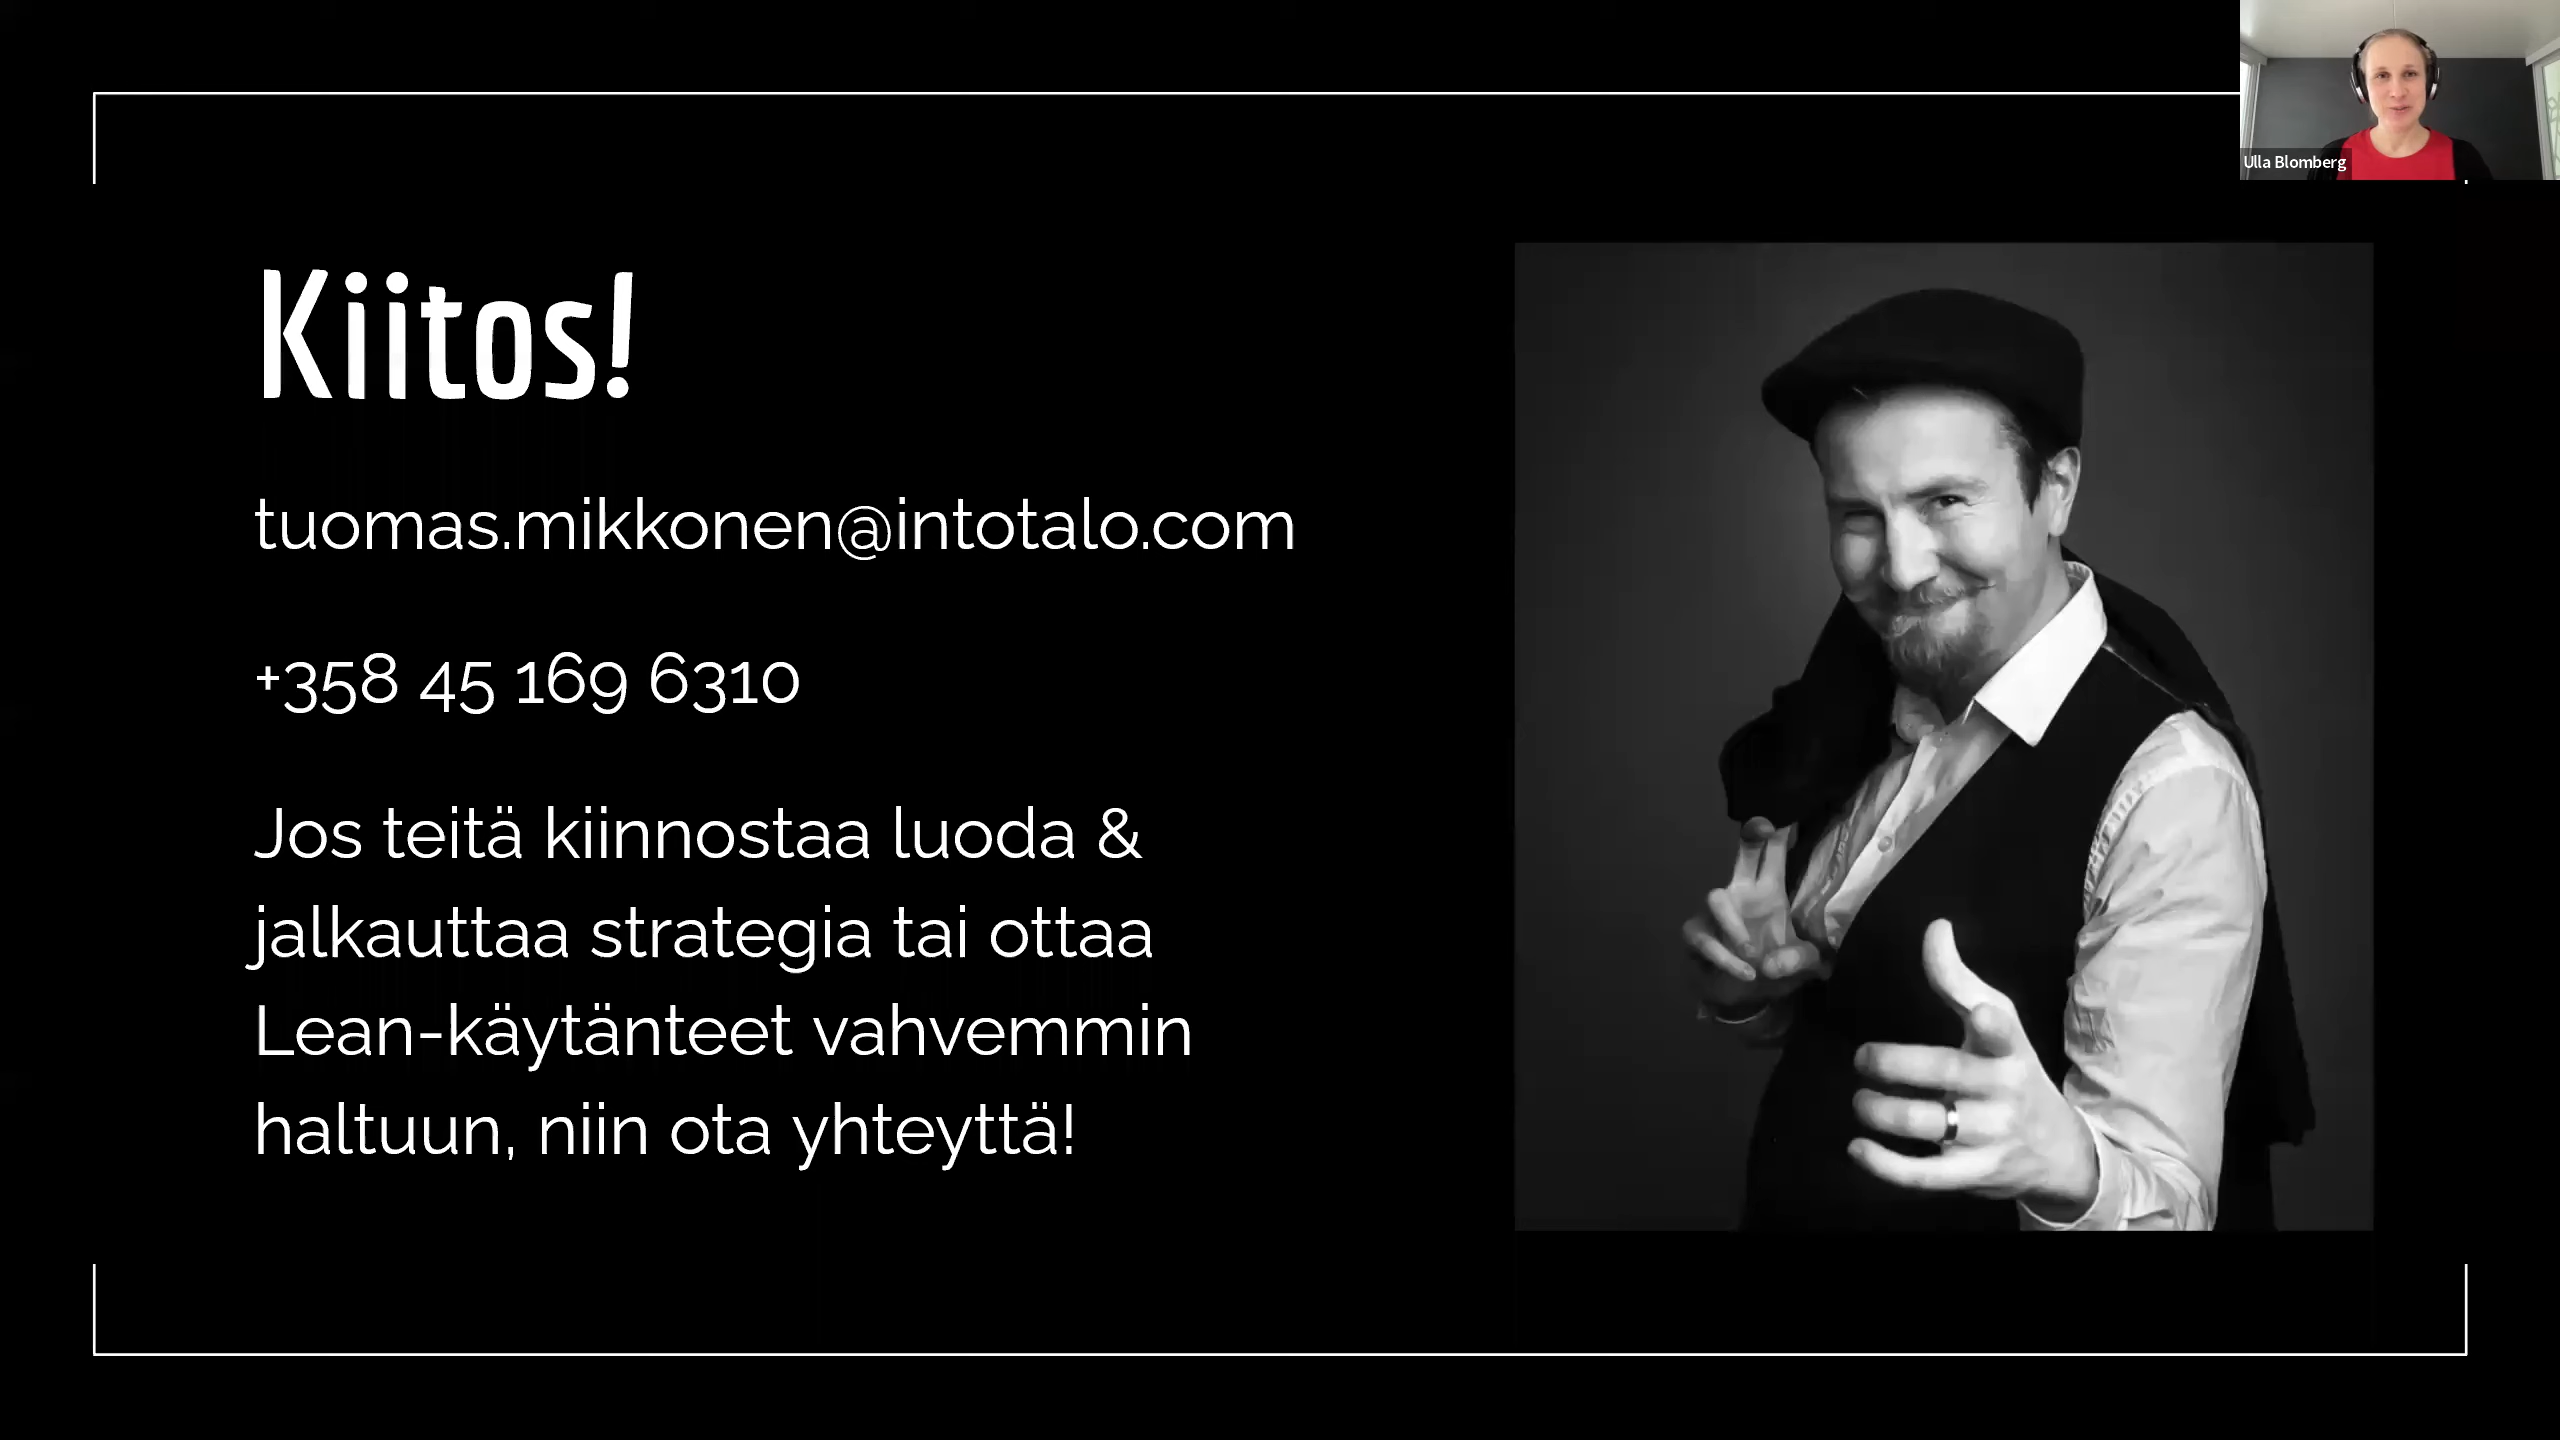 Ulla Blomberg
Kiitos!
tuomas.mikkonen@intotalo.com
+358 45 169 6310
Jos teitä kiinnostaa luoda &
jalkauttaa strategia tai ottaa
Lean-käytänteet vahvemmin
haltuun, niin ota yhteyttä!